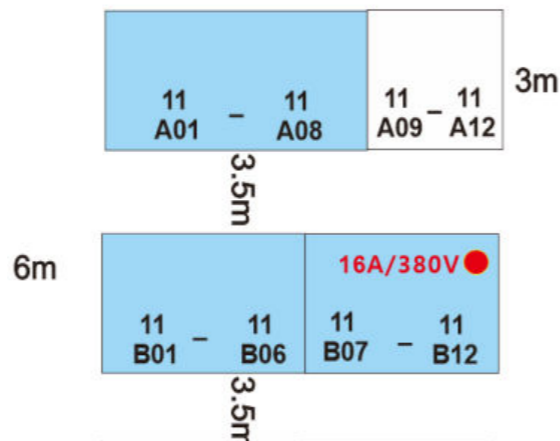 11 11 11 11
A01 – A08 A09 – A12
3m
3.5m
6m
16A/380V
11 11 11 11
B01 – B06 B07 – B12
3.5m